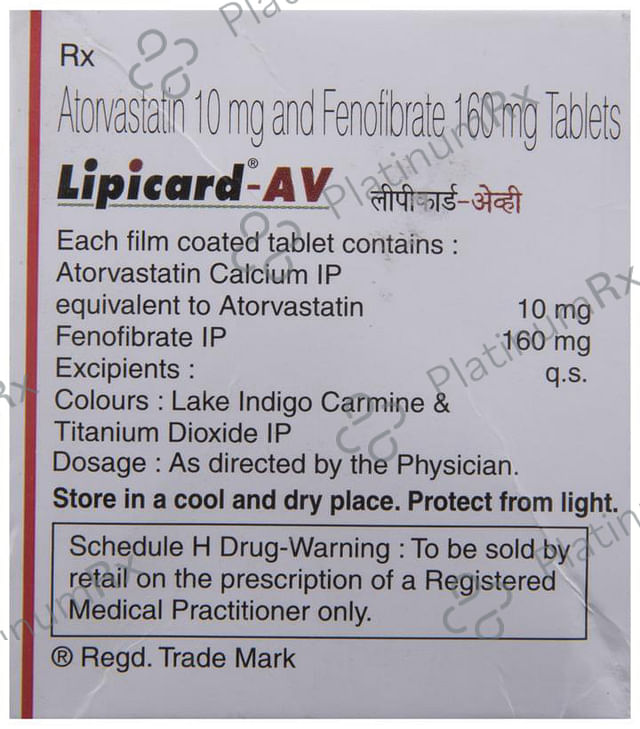 Rx
Atorvastatin 10 mg and Fenofibrate 160 mg Tablets
Lipicard®-AV लीपीकार्ड-अेव्ही
Each film coated tablet contains :
Atorvastatin Calcium IP
equivalent to Atorvastatin 10 mg
Fenofibrate IP 160 mg
Excipients : q.s.
Colours : Lake Indigo Carmine &
Titanium Dioxide IP
Dosage : As directed by the Physician.
Store in a cool and dry place. Protect from light.
Schedule H Drug-Warning : To be sold by
retail on the prescription of a Registered
Medical Practitioner only.
® Regd. Trade Mark
PlatinumRx
PlatinumRx